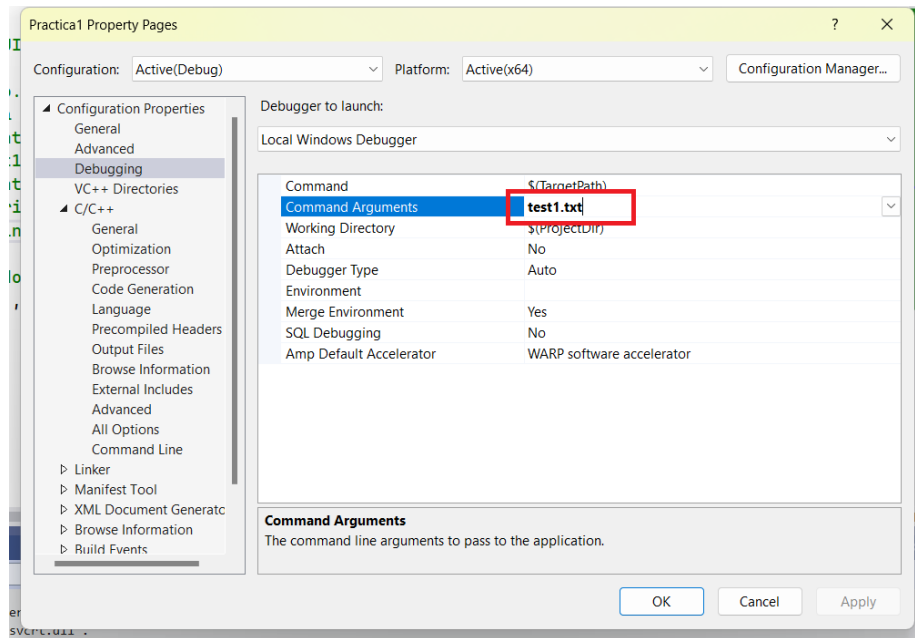 Practica1 Property Pages ? ✕
Configuration: Active(Debug) Platform: Active(x64) Configuration Manager...
Configuration Properties
General
Advanced
Debugging
VC++ Directories
C/C++
General
Optimization
Preprocessor
Code Generation
Language
Precompiled Headers
Output Files
Browse Information
External Includes
Advanced
All Options
Command Line
Linker
Manifest Tool
XML Document Generato
Browse Information
Build Events
Debugger to launch:
Local Windows Debugger
Command $(TargetPath)
Command Arguments test1.txt
Working Directory $(ProjectDir)
Attach No
Debugger Type Auto
Environment
Merge Environment Yes
SQL Debugging No
Amp Default Accelerator WARP software accelerator
Command Arguments
The command line arguments to pass to the application.
OK Cancel Apply